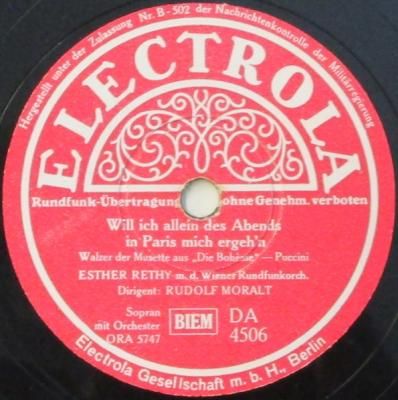 Hergestellt unter der Zulassung Nr. B-502 der Nachrichtenkontrolle der Militärregierung
ELECTROLA
Rundfunk-Übertragung ohne Genehm. verboten
Will ich allein des Abends
in Paris mich ergeh'n
Walzer der Musette aus „Die Bohème" — Puccini
ESTHER RETHY m. d. Wiener Rundfunkorch.
Dirigent: RUDOLF MORALT
Sopran
mit Orchester
ORA 5747
BIEM
DA
4506
Electrola Gesellschaft m. b. H., Berlin